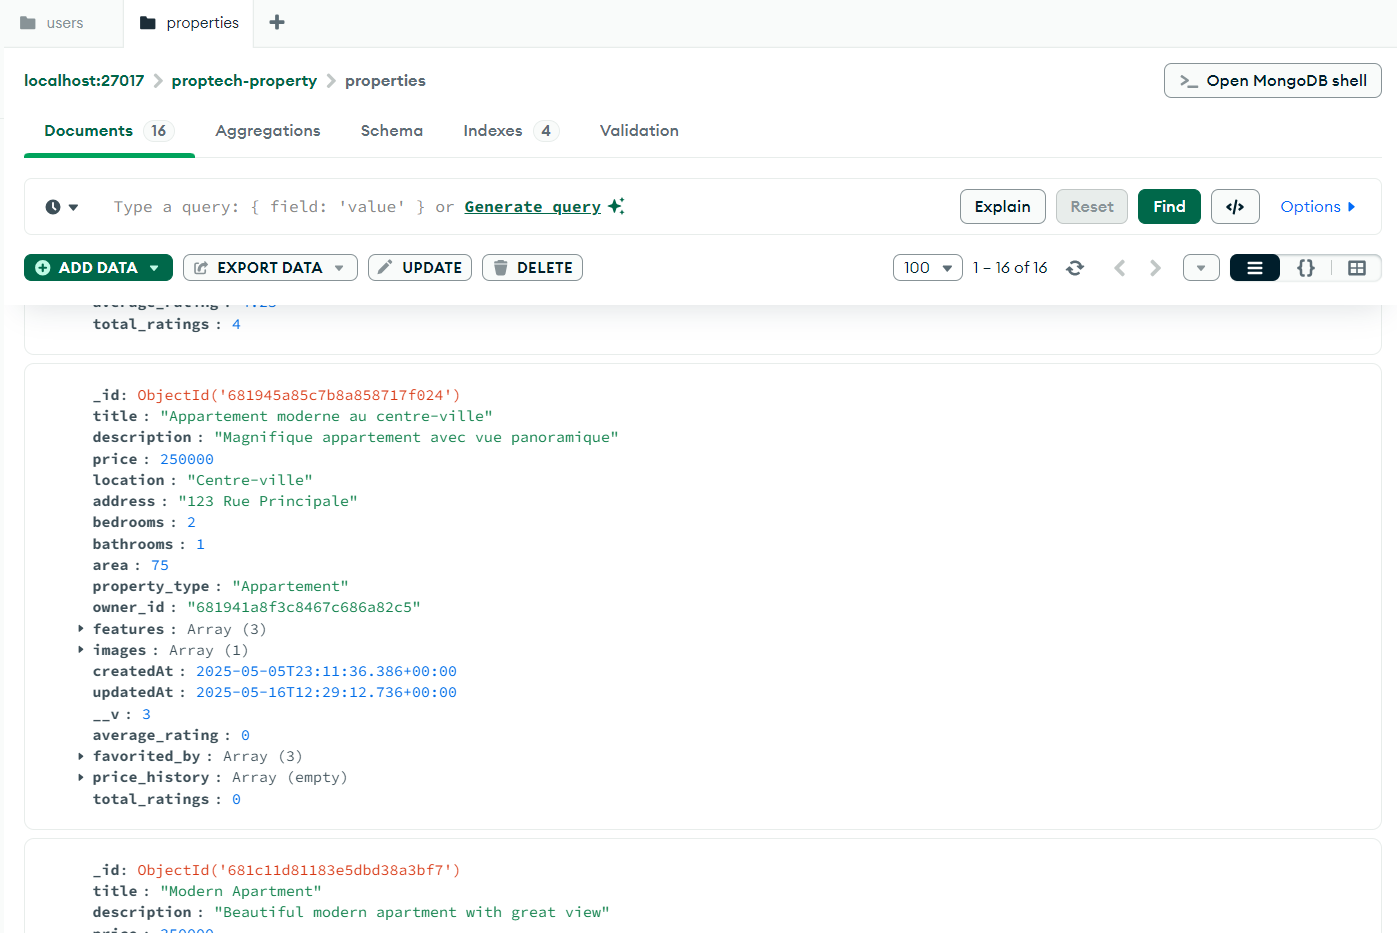 users
properties
localhost:27017 > proptech-property > properties
>_ Open MongoDB shell
Documents 16 Aggregations Schema Indexes 4 Validation
Type a query: { field: 'value' } or Generate query
Explain Reset Find </> Options
ADD DATA EXPORT DATA UPDATE DELETE
100 1 – 16 of 16 {}
average_rating : 4.25
total_ratings : 4
_id: ObjectId('681945a85c7b8a858717f024')
title : "Appartement moderne au centre-ville"
description : "Magnifique appartement avec vue panoramique"
price : 250000
location : "Centre-ville"
address : "123 Rue Principale"
bedrooms : 2
bathrooms : 1
area : 75
property_type : "Appartement"
owner_id : "681941a8f3c8467c686a82c5"
features : Array (3)
images : Array (1)
createdAt : 2025-05-05T23:11:36.386+00:00
updatedAt : 2025-05-16T12:29:12.736+00:00
__v : 3
average_rating : 0
favorited_by : Array (3)
price_history : Array (empty)
total_ratings : 0
_id: ObjectId('681c11d81183e5dbd38a3bf7')
title : "Modern Apartment"
description : "Beautiful modern apartment with great view"
price :